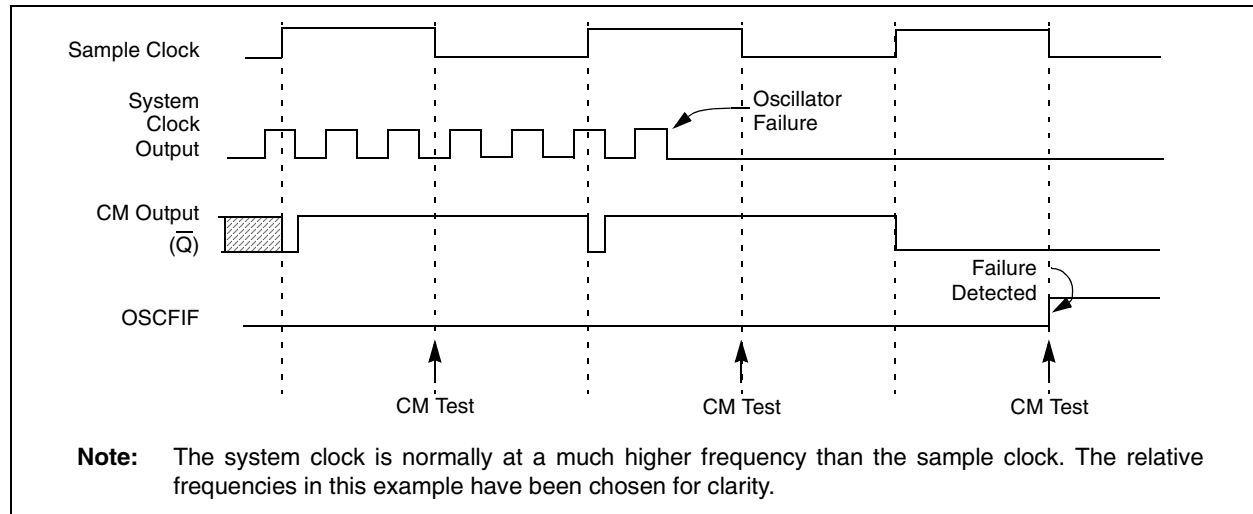 Sample Clock
System
Clock
Output
Oscillator
Failure
CM Output
(Q̅)
Failure
Detected
OSCFIF
CM Test
CM Test
CM Test
Note: The system clock is normally at a much higher frequency than the sample clock. The relative
frequencies in this example have been chosen for clarity.